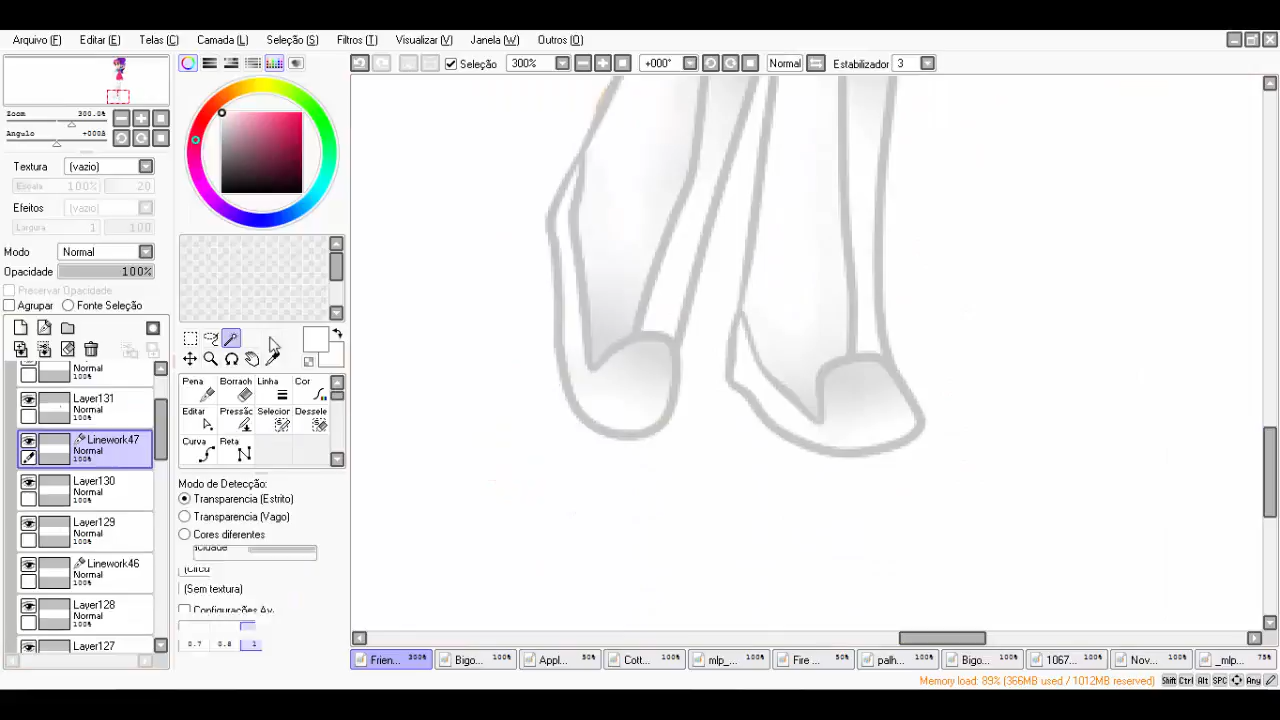 Arquivo (F) Editar (E) Telas (C) Camada (L) Seleção (S) Filtros (T) Visualizar (V) Janela (W) Outros (O)
Seleção 300% +000° Normal Estabilizador 3
Zoom 300.0%
Angulo +000°
Textura (vazio)
Escala 100% 20
Efeitos (vazio)
Largura 1 100
Modo Normal
Opacidade 100%
Preservar Opacidade
Agrupar Fonte Seleção
Normal
100%
Layer131
Normal
100%
Linework47
Normal
100%
Layer130
Normal
100%
Layer129
Normal
100%
Linework46
Normal
100%
Layer128
Normal
100%
Layer127
Pena Borrach Linha Cor
Editar Pressão Selecior Dessele
Curva Reta
Modo de Detecção:
Transparencia (Estrito)
Transparencia (Vago)
Cores diferentes
(Sem textura)
Configurações Av.
0.7 0.8 1
Frien... 300% Bigo... 100% Appl... 50% Cott... 100% mlp_... 100% Fire ... 50% palh... 100% Bigo... 100% 1067... 100% Nov... 100% _mlp... 75%
Memory load: 89% (366MB used / 1012MB reserved) Shift Ctrl Alt SPC Any